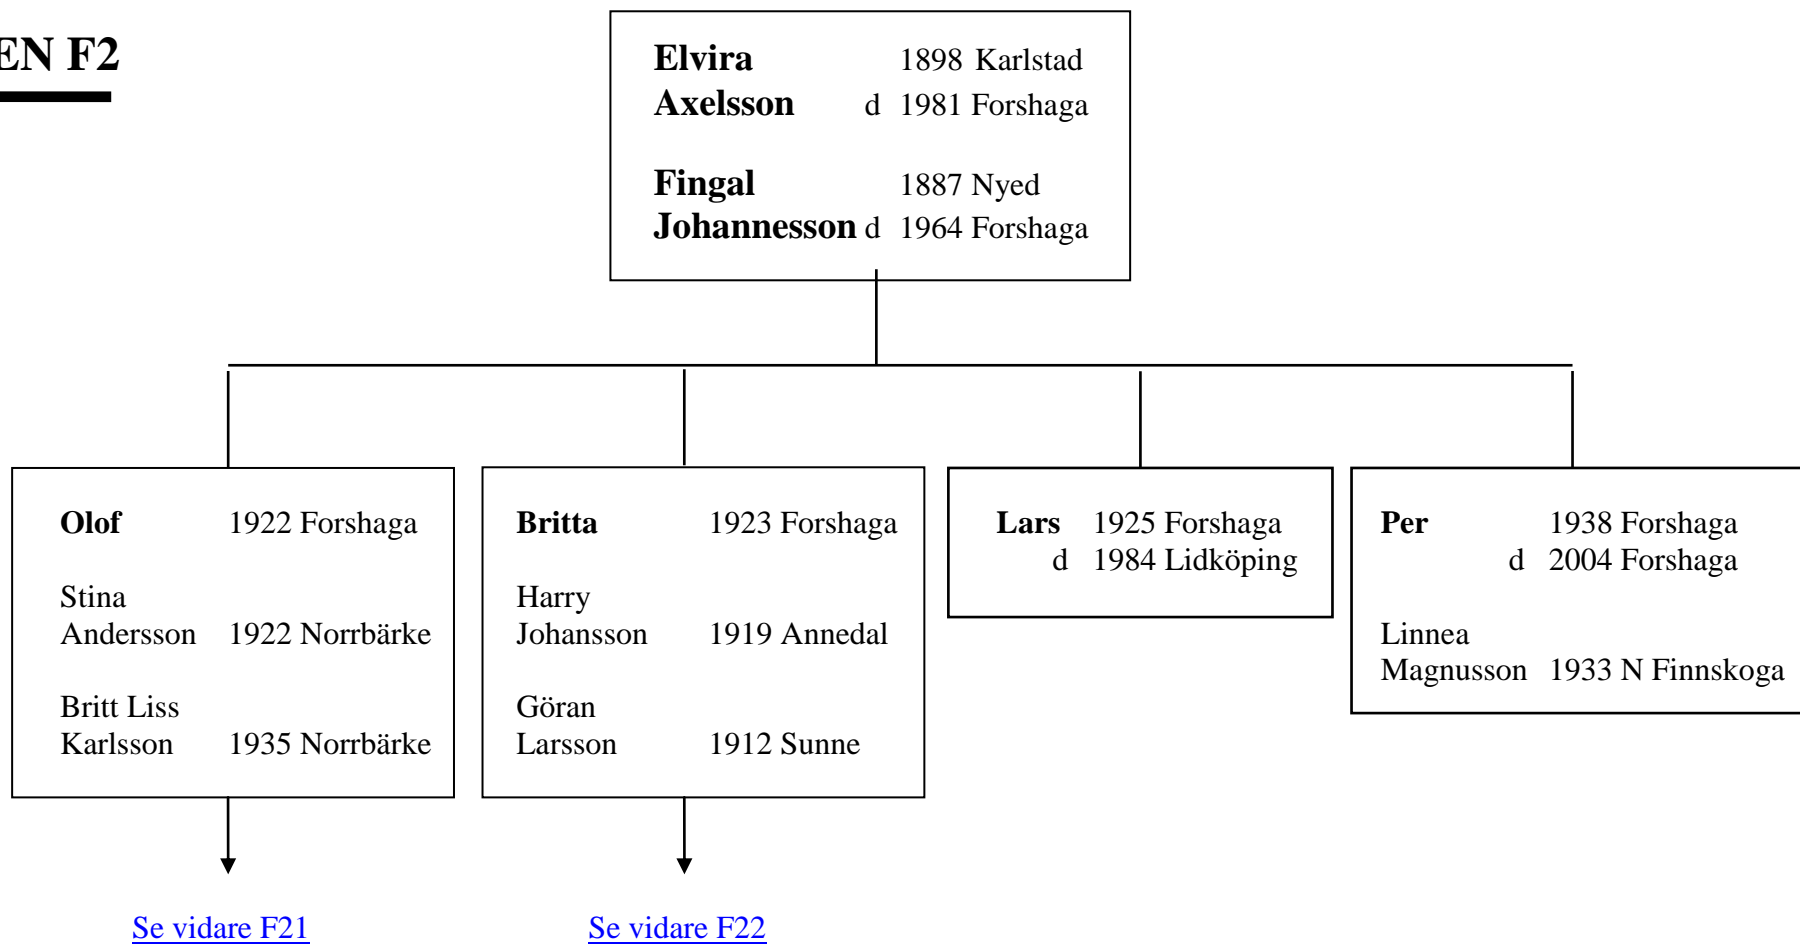 EN F2
Elvira 1898 Karlstad
Axelsson d 1981 Forshaga
Fingal 1887 Nyed
Johannesson d 1964 Forshaga
Olof 1922 Forshaga
Stina
Andersson 1922 Norrbärke
Britt Liss
Karlsson 1935 Norrbärke
Britta 1923 Forshaga
Harry
Johansson 1919 Annedal
Göran
Larsson 1912 Sunne
Lars 1925 Forshaga
d 1984 Lidköping
Per 1938 Forshaga
d 2004 Forshaga
Linnea
Magnusson 1933 N Finnskoga
Se vidare F21
Se vidare F22